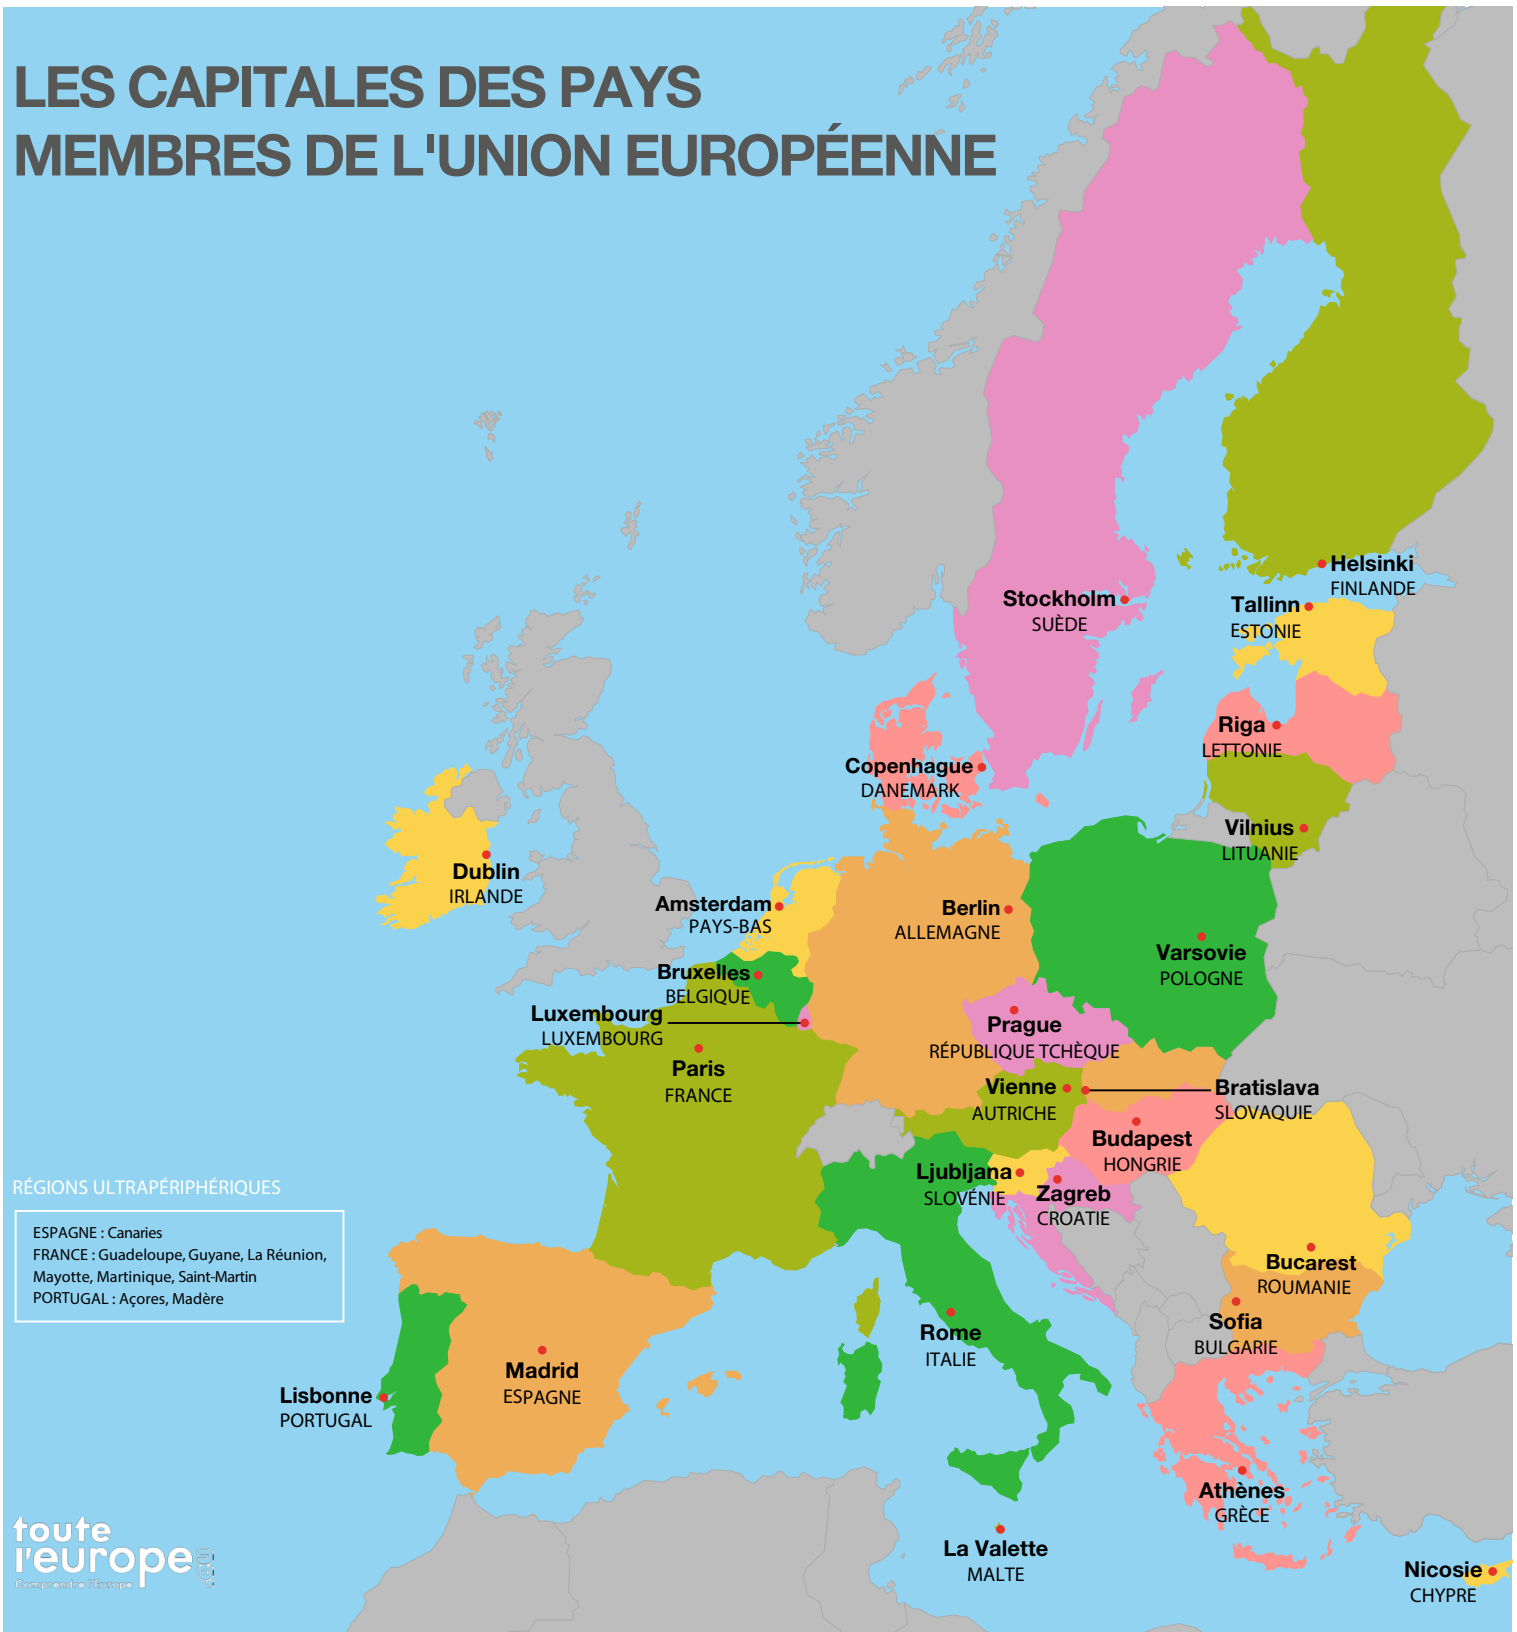 LES CAPITALES DES PAYS
MEMBRES DE L'UNION EUROPÉENNE
Helsinki
FINLANDE
Stockholm
SUÈDE
Tallinn
ESTONIE
Riga
LETTONIE
Copenhague
DANEMARK
Vilnius
LITUANIE
Dublin
IRLANDE
Amsterdam
PAYS-BAS
Berlin
ALLEMAGNE
Varsovie
POLOGNE
Bruxelles
BELGIQUE
Luxembourg
LUXEMBOURG
Prague
RÉPUBLIQUE TCHÈQUE
Paris
FRANCE
Vienne
AUTRICHE
Bratislava
SLOVAQUIE
Budapest
HONGRIE
Ljubljana
SLOVÉNIE
Zagreb
CROATIE
RÉGIONS ULTRAPÉRIPHÉRIQUES
ESPAGNE : Canaries
FRANCE : Guadeloupe, Guyane, La Réunion,
Mayotte, Martinique, Saint-Martin
PORTUGAL : Açores, Madère
Bucarest
ROUMANIE
Sofia
BULGARIE
Rome
ITALIE
Madrid
ESPAGNE
Lisbonne
PORTUGAL
Athènes
GRÈCE
La Valette
MALTE
Nicosie
CHYPRE
toute
l'europe
Comprendre l'Europe